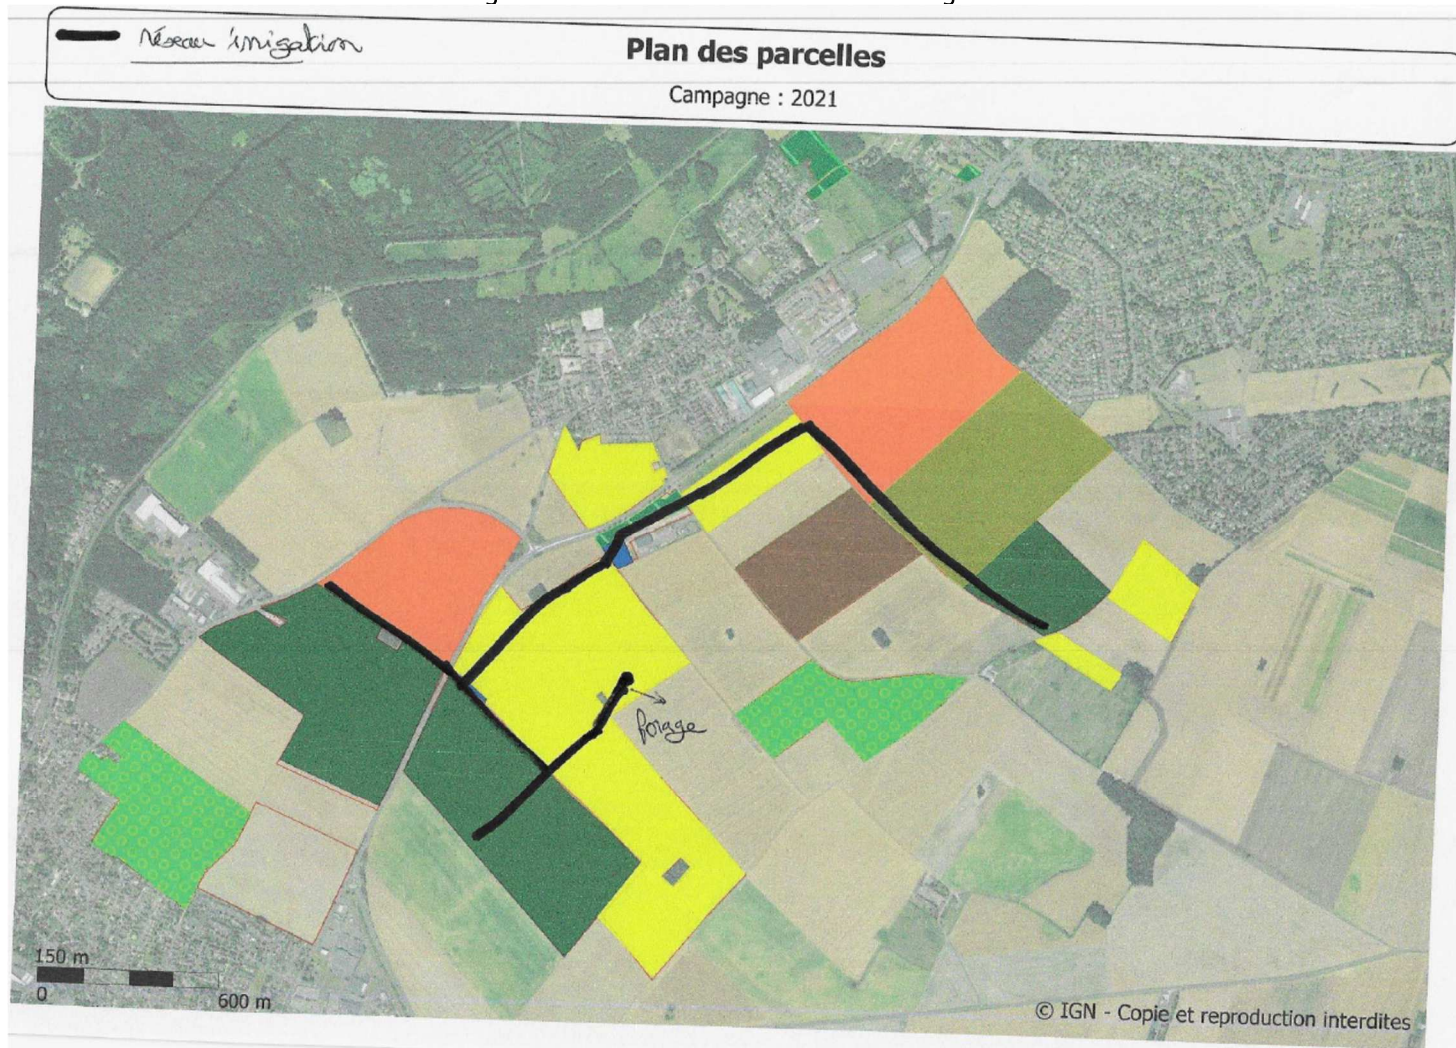 réseau irrigation
Plan des parcelles
Campagne : 2021
forage
150 m
0
600 m
© IGN - Copie et reproduction interdites